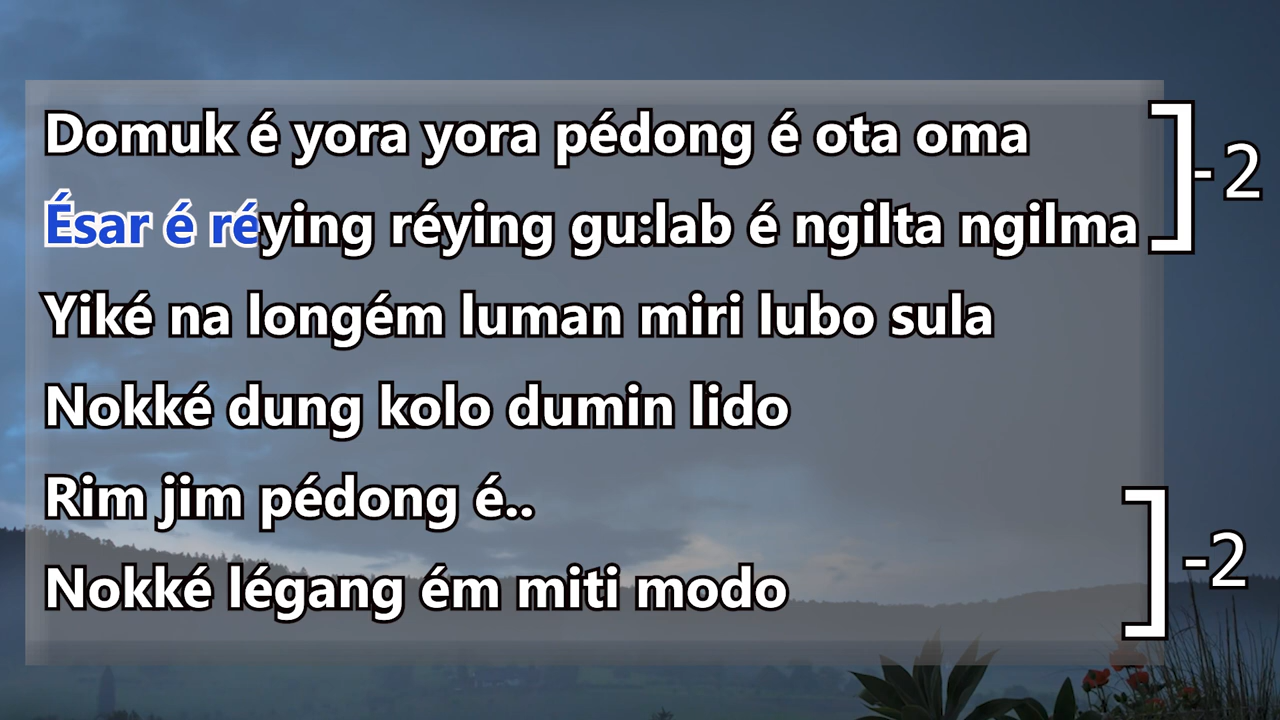 Domuk é yora yora pédong é ota oma
]-2
Ésar é réying réying gu:lab é ngilta ngilma
Yiké na longém luman miri lubo sula
Nokké dung kolo dumin lido
Rim jim pédong é..
]-2
Nokké légang ém miti modo